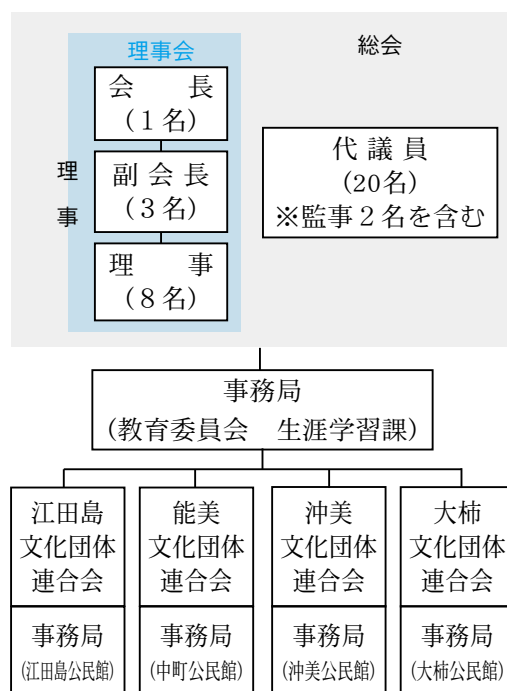 理事会
総会
会　　長
(１名)
理
事
副 会 長
(３名)
理　　事
(８名)
代 議 員
(20名)
※監事２名を含む
事務局
(教育委員会　生涯学習課)
江田島
文化団体
連合会
事務局
(江田島公民館)
能美
文化団体
連合会
事務局
(中町公民館)
沖美
文化団体
連合会
事務局
(沖美公民館)
大柿
文化団体
連合会
事務局
(大柿公民館)